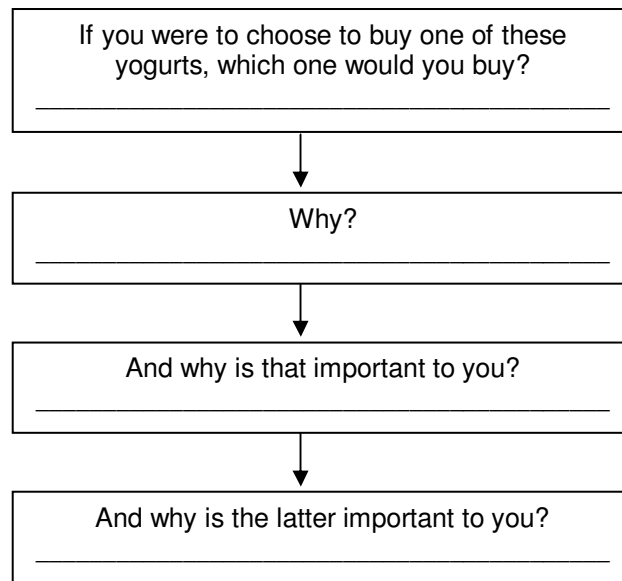 If you were to choose to buy one of these
yogurts, which one would you buy?
Why?
And why is that important to you?
And why is the latter important to you?